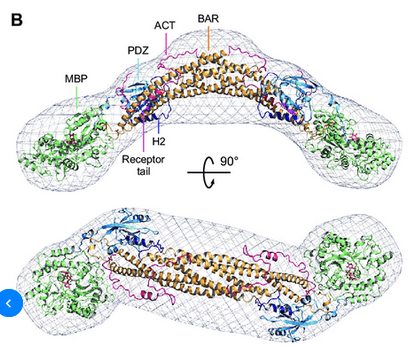 B
ACT
BAR
PDZ
MBP
H2
Receptor
tail
90°